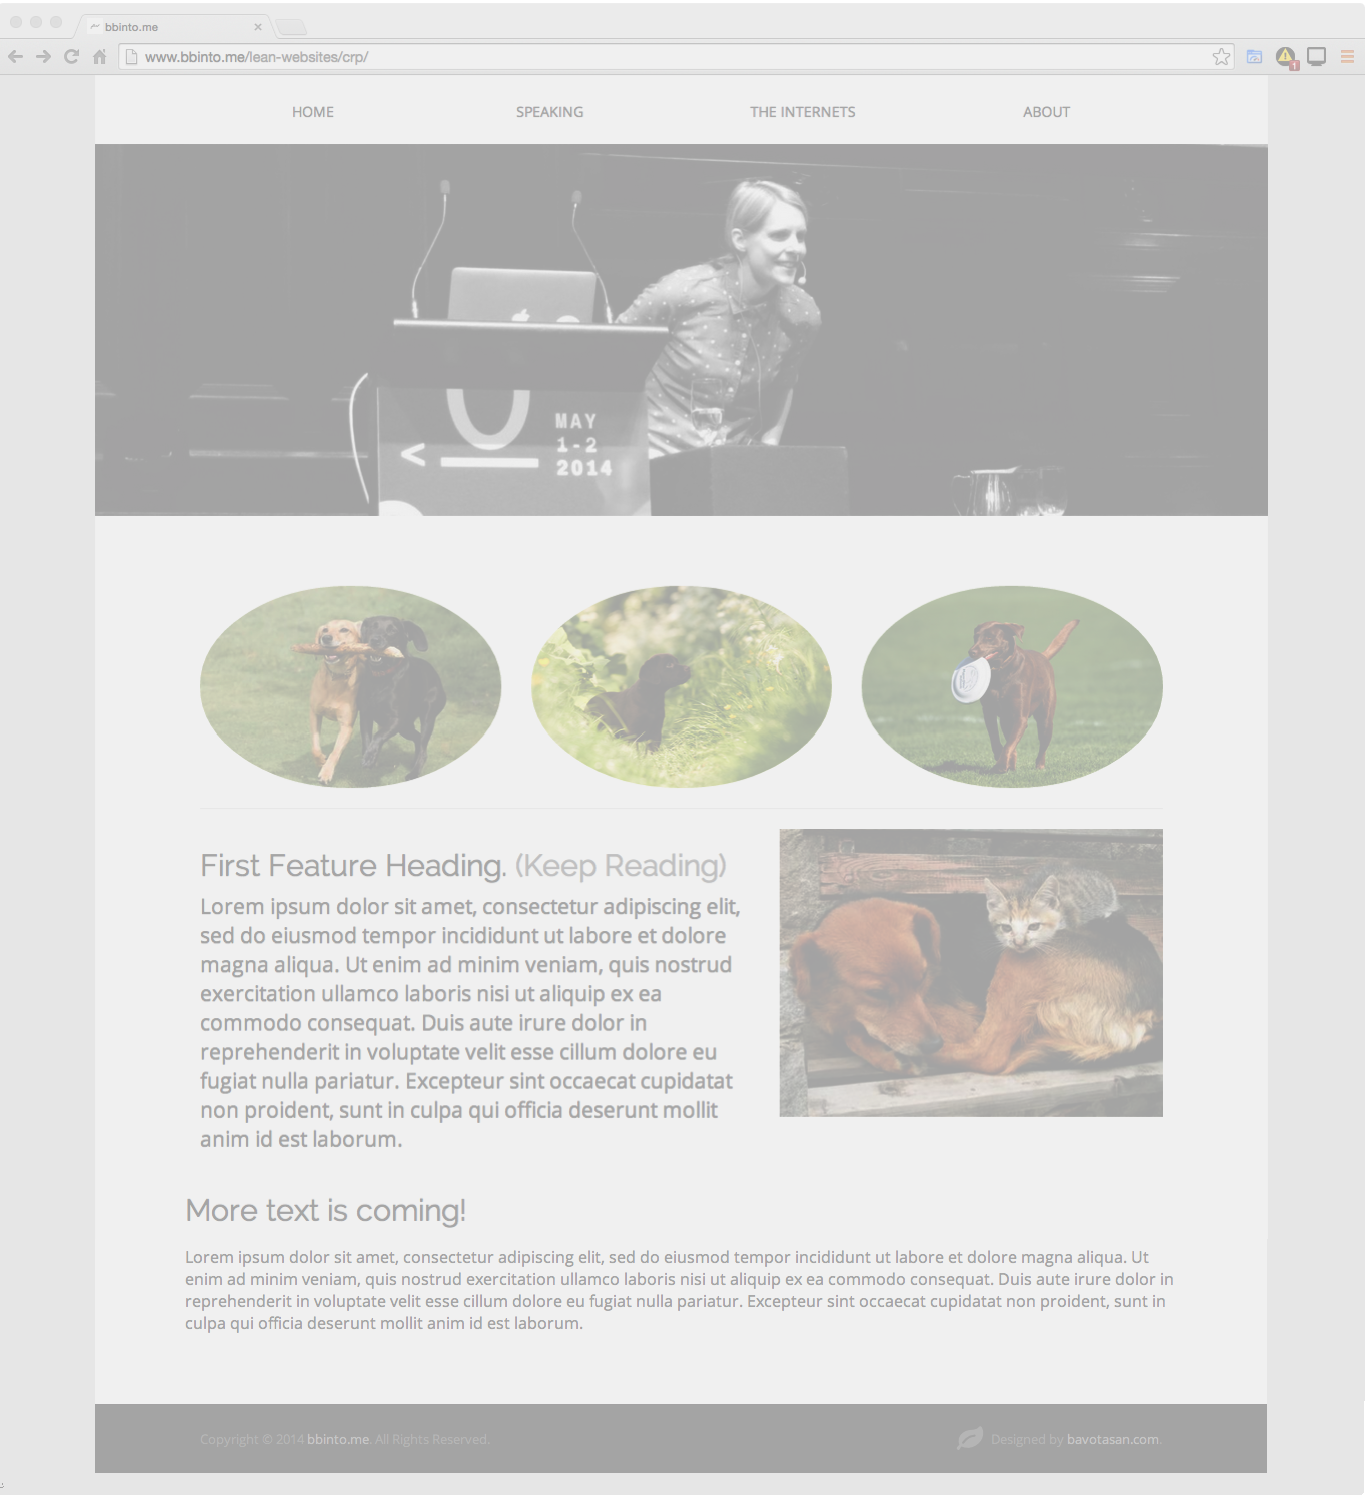 bbinto.me
www.bbinto.me/lean-websites/crp/
1
HOME SPEAKING THE INTERNETS ABOUT
MAY
1-2
2014
First Feature Heading. (Keep Reading)
Lorem ipsum dolor sit amet, consectetur adipiscing elit,
sed do eiusmod tempor incididunt ut labore et dolore
magna aliqua. Ut enim ad minim veniam, quis nostrud
exercitation ullamco laboris nisi ut aliquip ex ea
commodo consequat. Duis aute irure dolor in
reprehenderit in voluptate velit esse cillum dolore eu
fugiat nulla pariatur. Excepteur sint occaecat cupidatat
non proident, sunt in culpa qui officia deserunt mollit
anim id est laborum.
More text is coming!
Lorem ipsum dolor sit amet, consectetur adipiscing elit, sed do eiusmod tempor incididunt ut labore et dolore magna aliqua. Ut
enim ad minim veniam, quis nostrud exercitation ullamco laboris nisi ut aliquip ex ea commodo consequat. Duis aute irure dolor in
reprehenderit in voluptate velit esse cillum dolore eu fugiat nulla pariatur. Excepteur sint occaecat cupidatat non proident, sunt in
culpa qui officia deserunt mollit anim id est laborum.
Copyright © 2014 bbinto.me. All Rights Reserved. Designed by bavotasan.com.